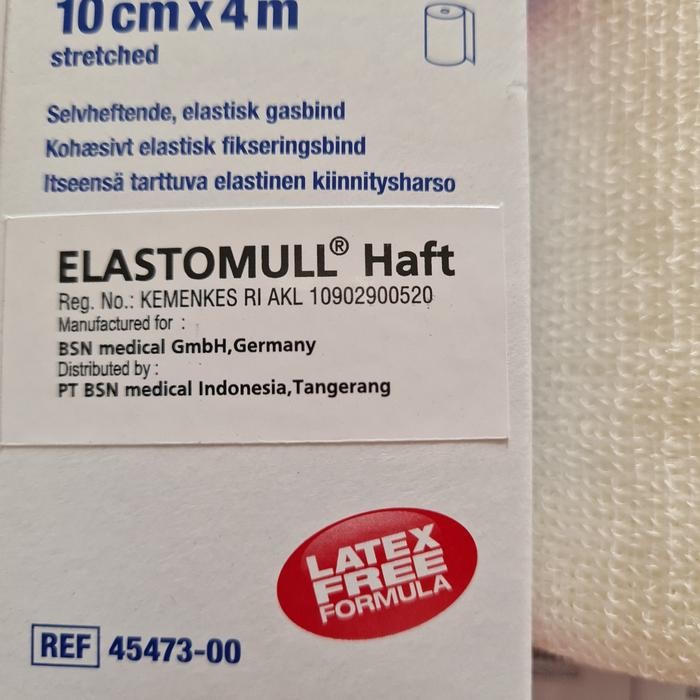 10 cm x 4 m
stretched
Selvheftende, elastisk gasbind
Kohæsivt elastisk fikseringsbind
Itseensä tarttuva elastinen kiinnitysharso
ELASTOMULL® Haft
Reg. No.: KEMENKES RI AKL 10902900520
Manufactured for :
BSN medical GmbH,Germany
Distributed by :
PT BSN medical Indonesia,Tangerang
LATEX
FREE
FORMULA
REF 45473-00